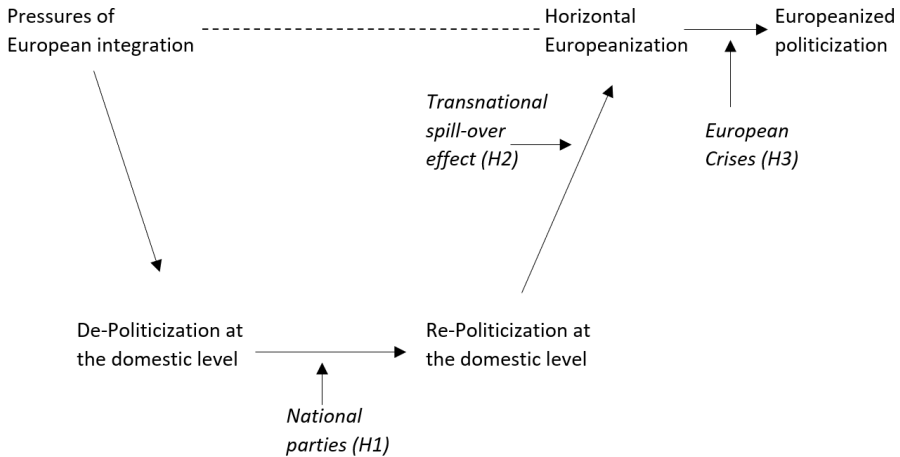 Pressures of
European integration
Horizontal
Europeanization
Europeanized
politicization
Transnational
spill-over
effect (H2)
European
Crises (H3)
De-Politicization at
the domestic level
Re-Politicization at
the domestic level
National
parties (H1)